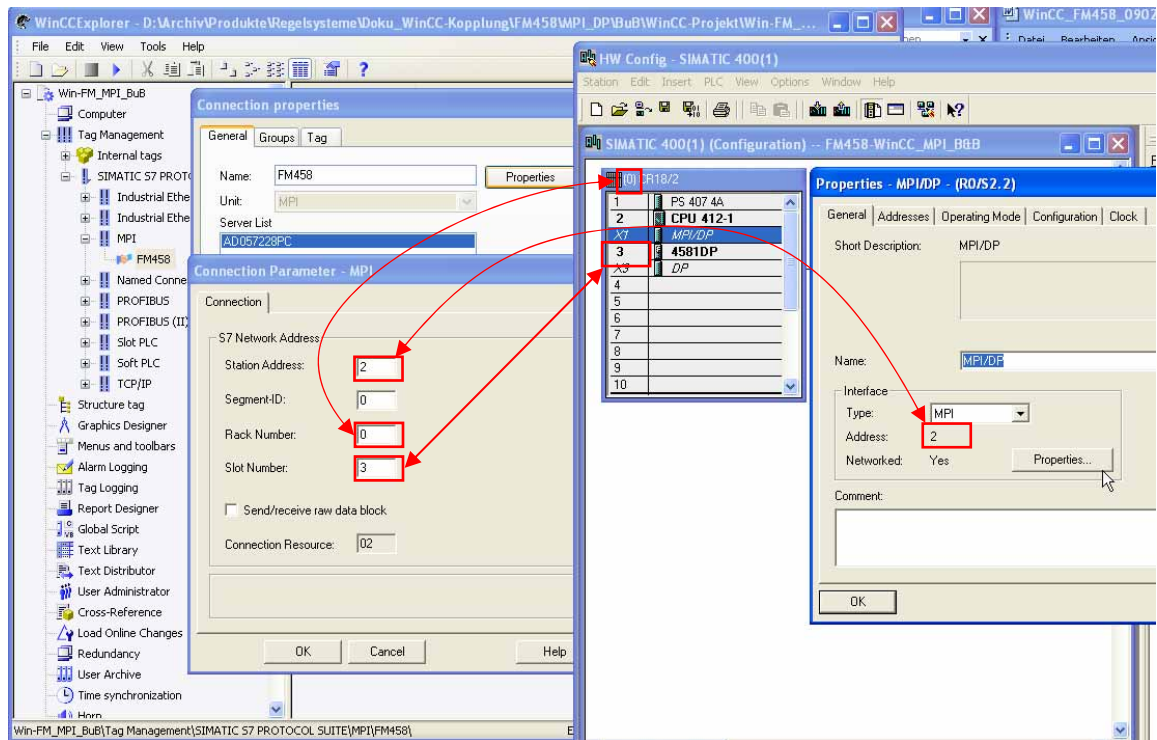 WinCCExplorer - D:\Archiv\Produkte\Regelsysteme\Doku_WinCC-Kopplung\FM458\MPI_DP\BuB\WinCC-Projekt\Win-FM_...
File Edit View Tools Help
Win-FM_MPI_BuB
Computer
Tag Management
Internal tags
SIMATIC S7 PROT
Industrial Ethe
Industrial Ethe
MPI
FM458
Named Conne
PROFIBUS
PROFIBUS (II)
Slot PLC
Soft PLC
TCP/IP
Structure tag
Graphics Designer
Menus and toolbars
Alarm Logging
Tag Logging
Report Designer
Global Script
Text Library
Text Distributor
User Administrator
Cross-Reference
Load Online Changes
Redundancy
User Archive
Time synchronization
Horn
Win-FM_MPI_BuB\Tag Management\SIMATIC S7 PROTOCOL SUITE\MPI\FM458\
Connection properties
General Groups Tag
Name: FM458 Properties
Unit: MPI
Server List
AD057228PC
Connection Parameter - MPI
Connection
S7 Network Address
Station Address: 2
Segment-ID: 0
Rack Number: 0
Slot Number: 3
Send/receive raw data block
Connection Resource: 02
OK Cancel Help
WinCC_FM458_0902
Datei Bearbeiten Ansic
HW Config - SIMATIC 400(1)
Station Edit Insert PLC View Options Window Help
SIMATIC 400(1) (Configuration) -- FM458-WinCC_MPI_B&B
(0) CR18/2
1 PS 407 4A
2 CPU 412-1
X1 MPI/DP
3 4581DP
X3 DP
4
5
6
7
8
9
10
Properties - MPI/DP - (R0/S2.2)
General Addresses Operating Mode Configuration Clock
Short Description: MPI/DP
Name: MPI/DP
Interface
Type: MPI
Address: 2
Networked: Yes Properties...
Comment:
OK